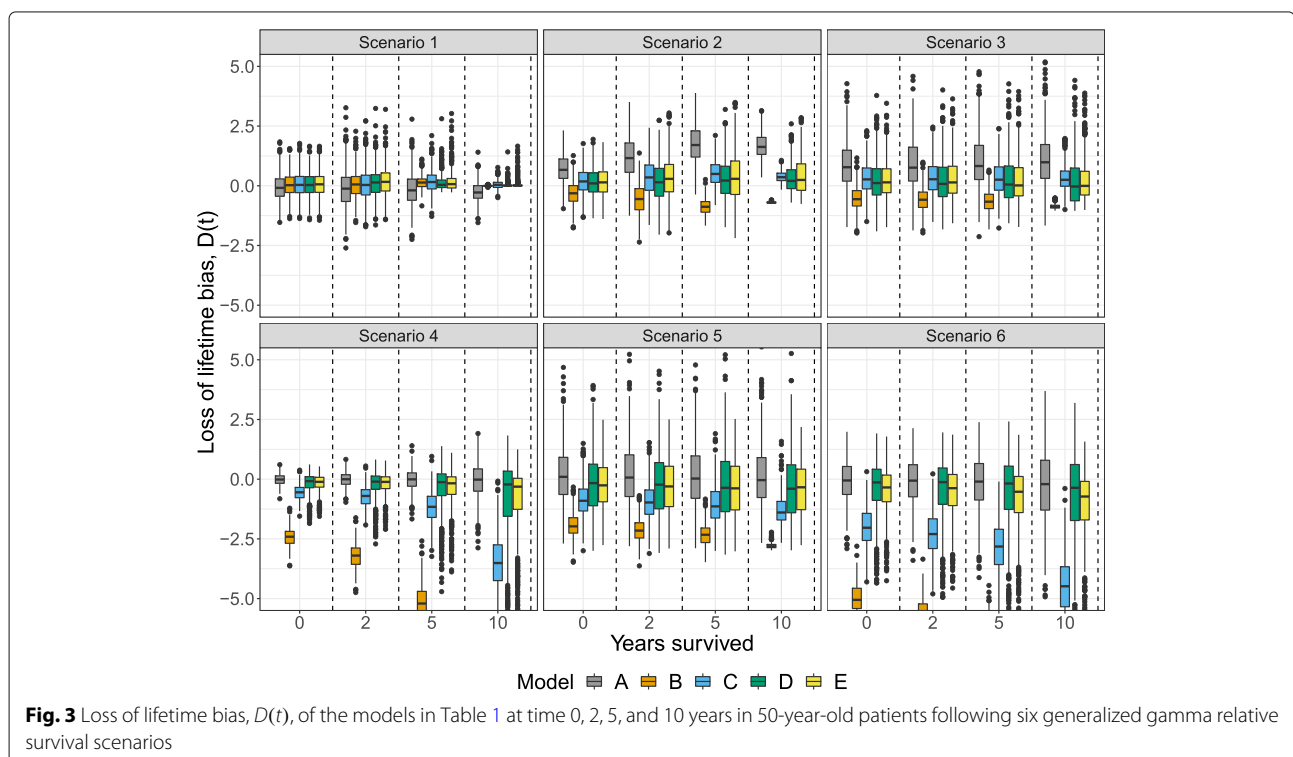 Scenario 1 Scenario 2 Scenario 3
5.0
2.5
0.0
−2.5
−5.0
Scenario 4 Scenario 5 Scenario 6
5.0
2.5
0.0
−2.5
−5.0
Loss of lifetime bias, D(t)
0 2 5 10 0 2 5 10 0 2 5 10
Years survived
Model A B C D E
Fig. 3 Loss of lifetime bias, D(t), of the models in Table 1 at time 0, 2, 5, and 10 years in 50-year-old patients following six generalized gamma relative
survival scenarios